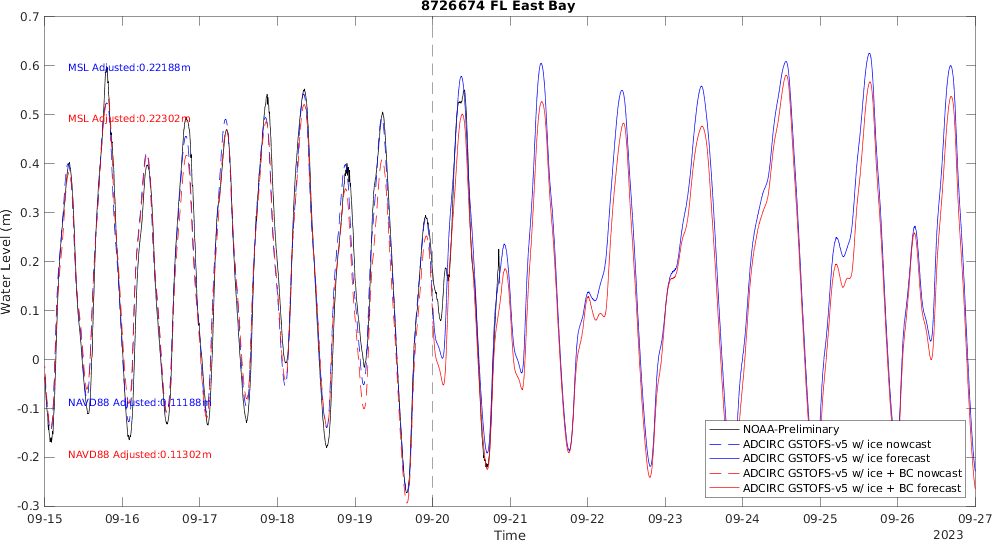 8726674 FL East Bay
0.7
0.6
0.5
0.4
0.3
0.2
0.1
0
-0.1
-0.2
-0.3
Water Level (m)
MSL Adjusted:0.22188m
MSL Adjusted:0.22302m
NAVD88 Adjusted:0.11188m
NAVD88 Adjusted:0.11302m
NOAA-Preliminary
ADCIRC GSTOFS-v5 w/ ice nowcast
ADCIRC GSTOFS-v5 w/ ice forecast
ADCIRC GSTOFS-v5 w/ ice + BC nowcast
ADCIRC GSTOFS-v5 w/ ice + BC forecast
09-15 09-16 09-17 09-18 09-19 09-20 09-21 09-22 09-23 09-24 09-25 09-26 09-27
Time
2023